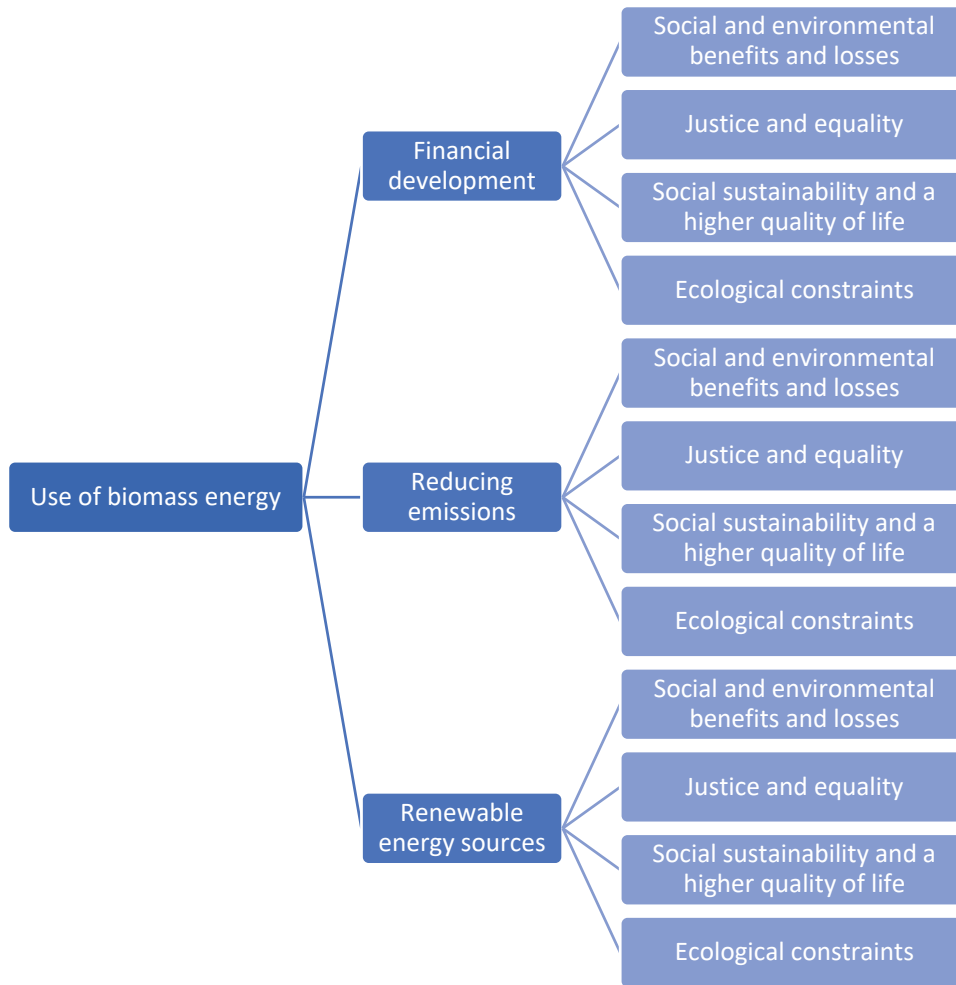 Use of biomass energy
Financial
development
Social and environmental
benefits and losses
Justice and equality
Social sustainability and a
higher quality of life
Ecological constraints
Reducing
emissions
Social and environmental
benefits and losses
Justice and equality
Social sustainability and a
higher quality of life
Ecological constraints
Renewable
energy sources
Social and environmental
benefits and losses
Justice and equality
Social sustainability and a
higher quality of life
Ecological constraints